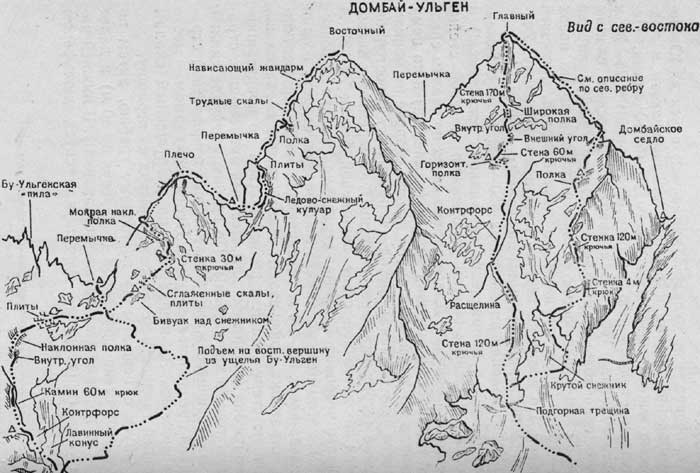 ДОМБАЙ-УЛЬГЕН
Вид с сев.-востока
Главный
Восточный
Нависающий жандарм
Перемычка
Стена 170м
крючья
См. описание
по сев. ребру
Трудные скалы
Широкая
полка
Внутр. угол
Внешний угол
Домбайское
седло
Перемычка
Полка
Стена 60м
крючья
Плечо
Плиты
Горизонт.
полка
Полка
Бу-Ульгенская
"пила"
Ледово-снежный
кулуар
Мокрая накл.
полка
Контрфорс
Перемычка
Стенка 120м
крючья
Стенка 30м
крючья
Стенка 4м
крюк
Сглаженные скалы,
плиты
Плиты
Расщелина
Бивуак над снежником
Наклонная полка
Подъем на вост. вершину
из ущелья Бу-Ульген
Стена 120м
крючья
Внутр. угол
Крутой снежник
Камин 60м крюк
Контрфорс
Подгорная трещина
Лавинный
конус